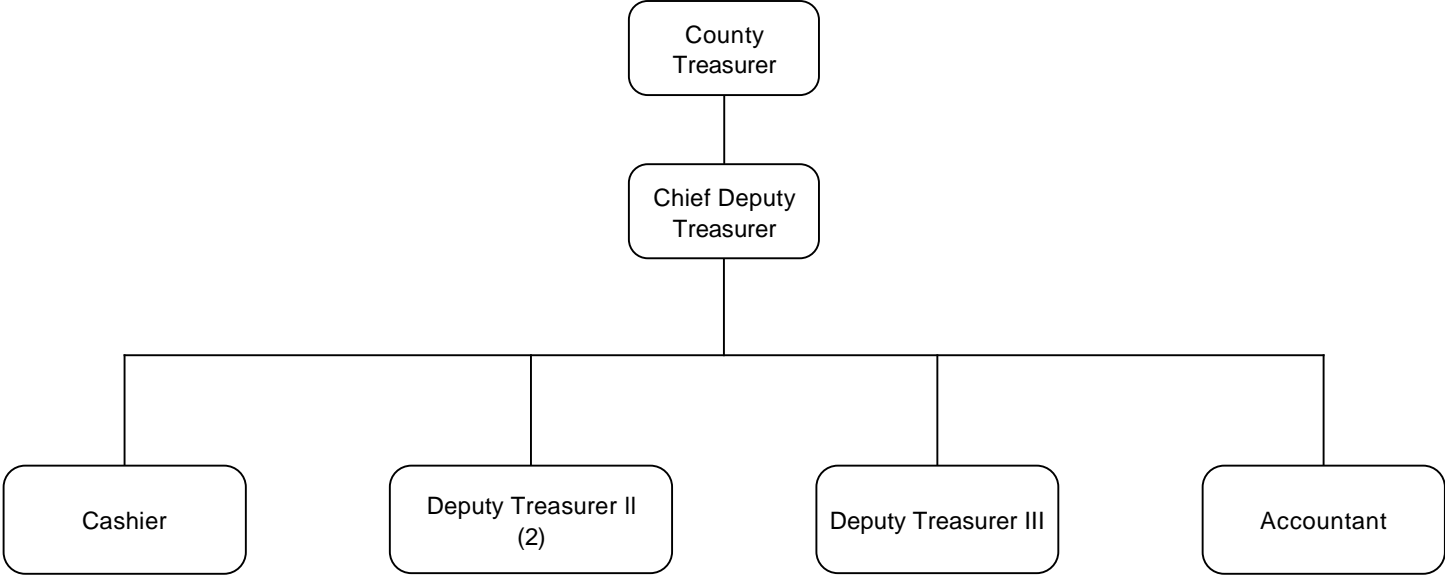 County
Treasurer
Chief Deputy
Treasurer
Cashier
Deputy Treasurer II
(2)
Deputy Treasurer III
Accountant